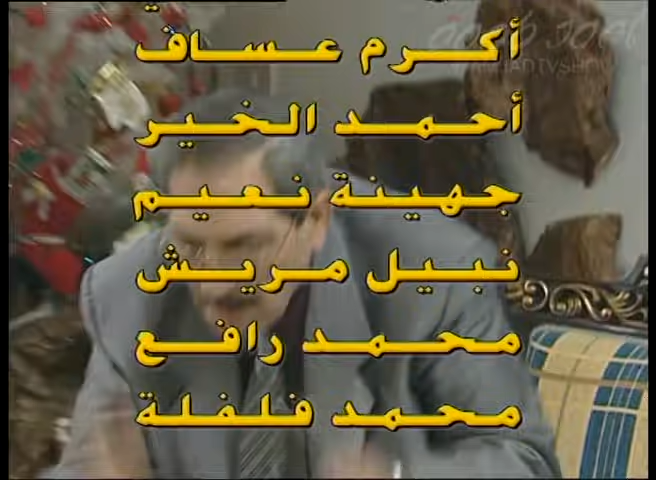 أكرم عساف
أحمد الخير
جهينة نعيم
نبيل مريش
محمد رافع
محمد فلفلة